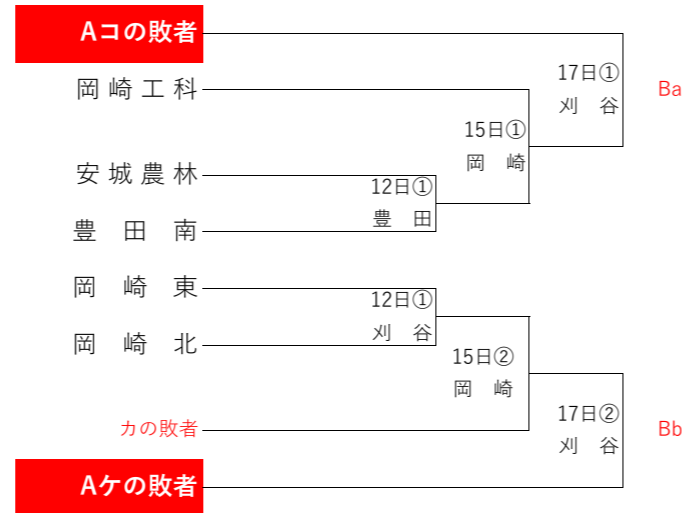 Aコの敗者
17日①
刈 谷
Ba
岡崎工科
15日①
岡 崎
安城農林
12日①
豊 田
豊 田 南
岡 崎 東
12日①
刈 谷
岡 崎 北
15日②
岡 崎
カの敗者
17日②
刈 谷
Bb
Aケの敗者